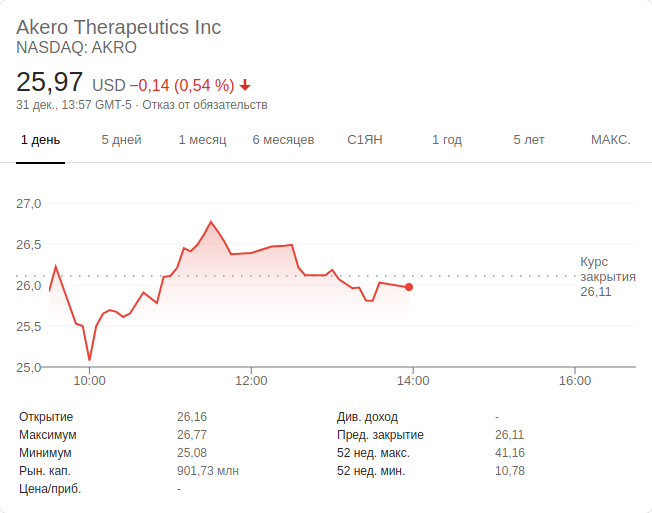 Akero Therapeutics Inc
NASDAQ: AKRO
25,97 USD −0,14 (0,54 %)
31 дек., 13:57 GMT-5 · Отказ от обязательств
1 день 5 дней 1 месяц 6 месяцев С1ЯН 1 год 5 лет МАКС.
27,0
26,5
26,0
25,5
25,0
Курс
закрытия
26,11
10:00 12:00 14:00 16:00
Открытие 26,16 Див. доход -
Максимум 26,77 Пред. закрытие 26,11
Минимум 25,08 52 нед. макс. 41,16
Рын. кап. 901,73 млн 52 нед. мин. 10,78
Цена/приб. -